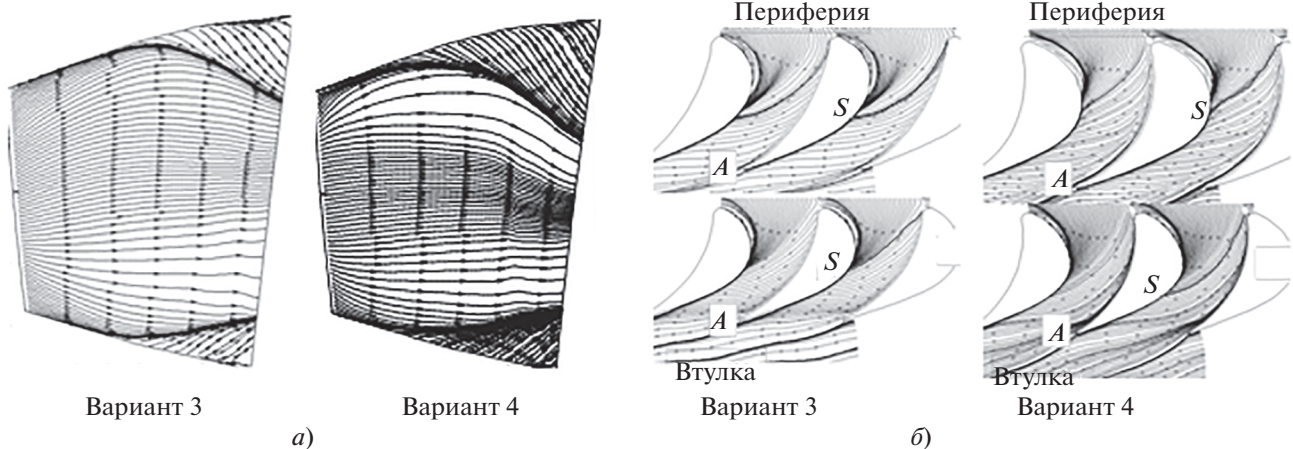 Периферия
Периферия
S
S
A
A
S
S
A
A
Втулка
Втулка
Вариант 3
Вариант 4
Вариант 3
Вариант 4
а)
б)